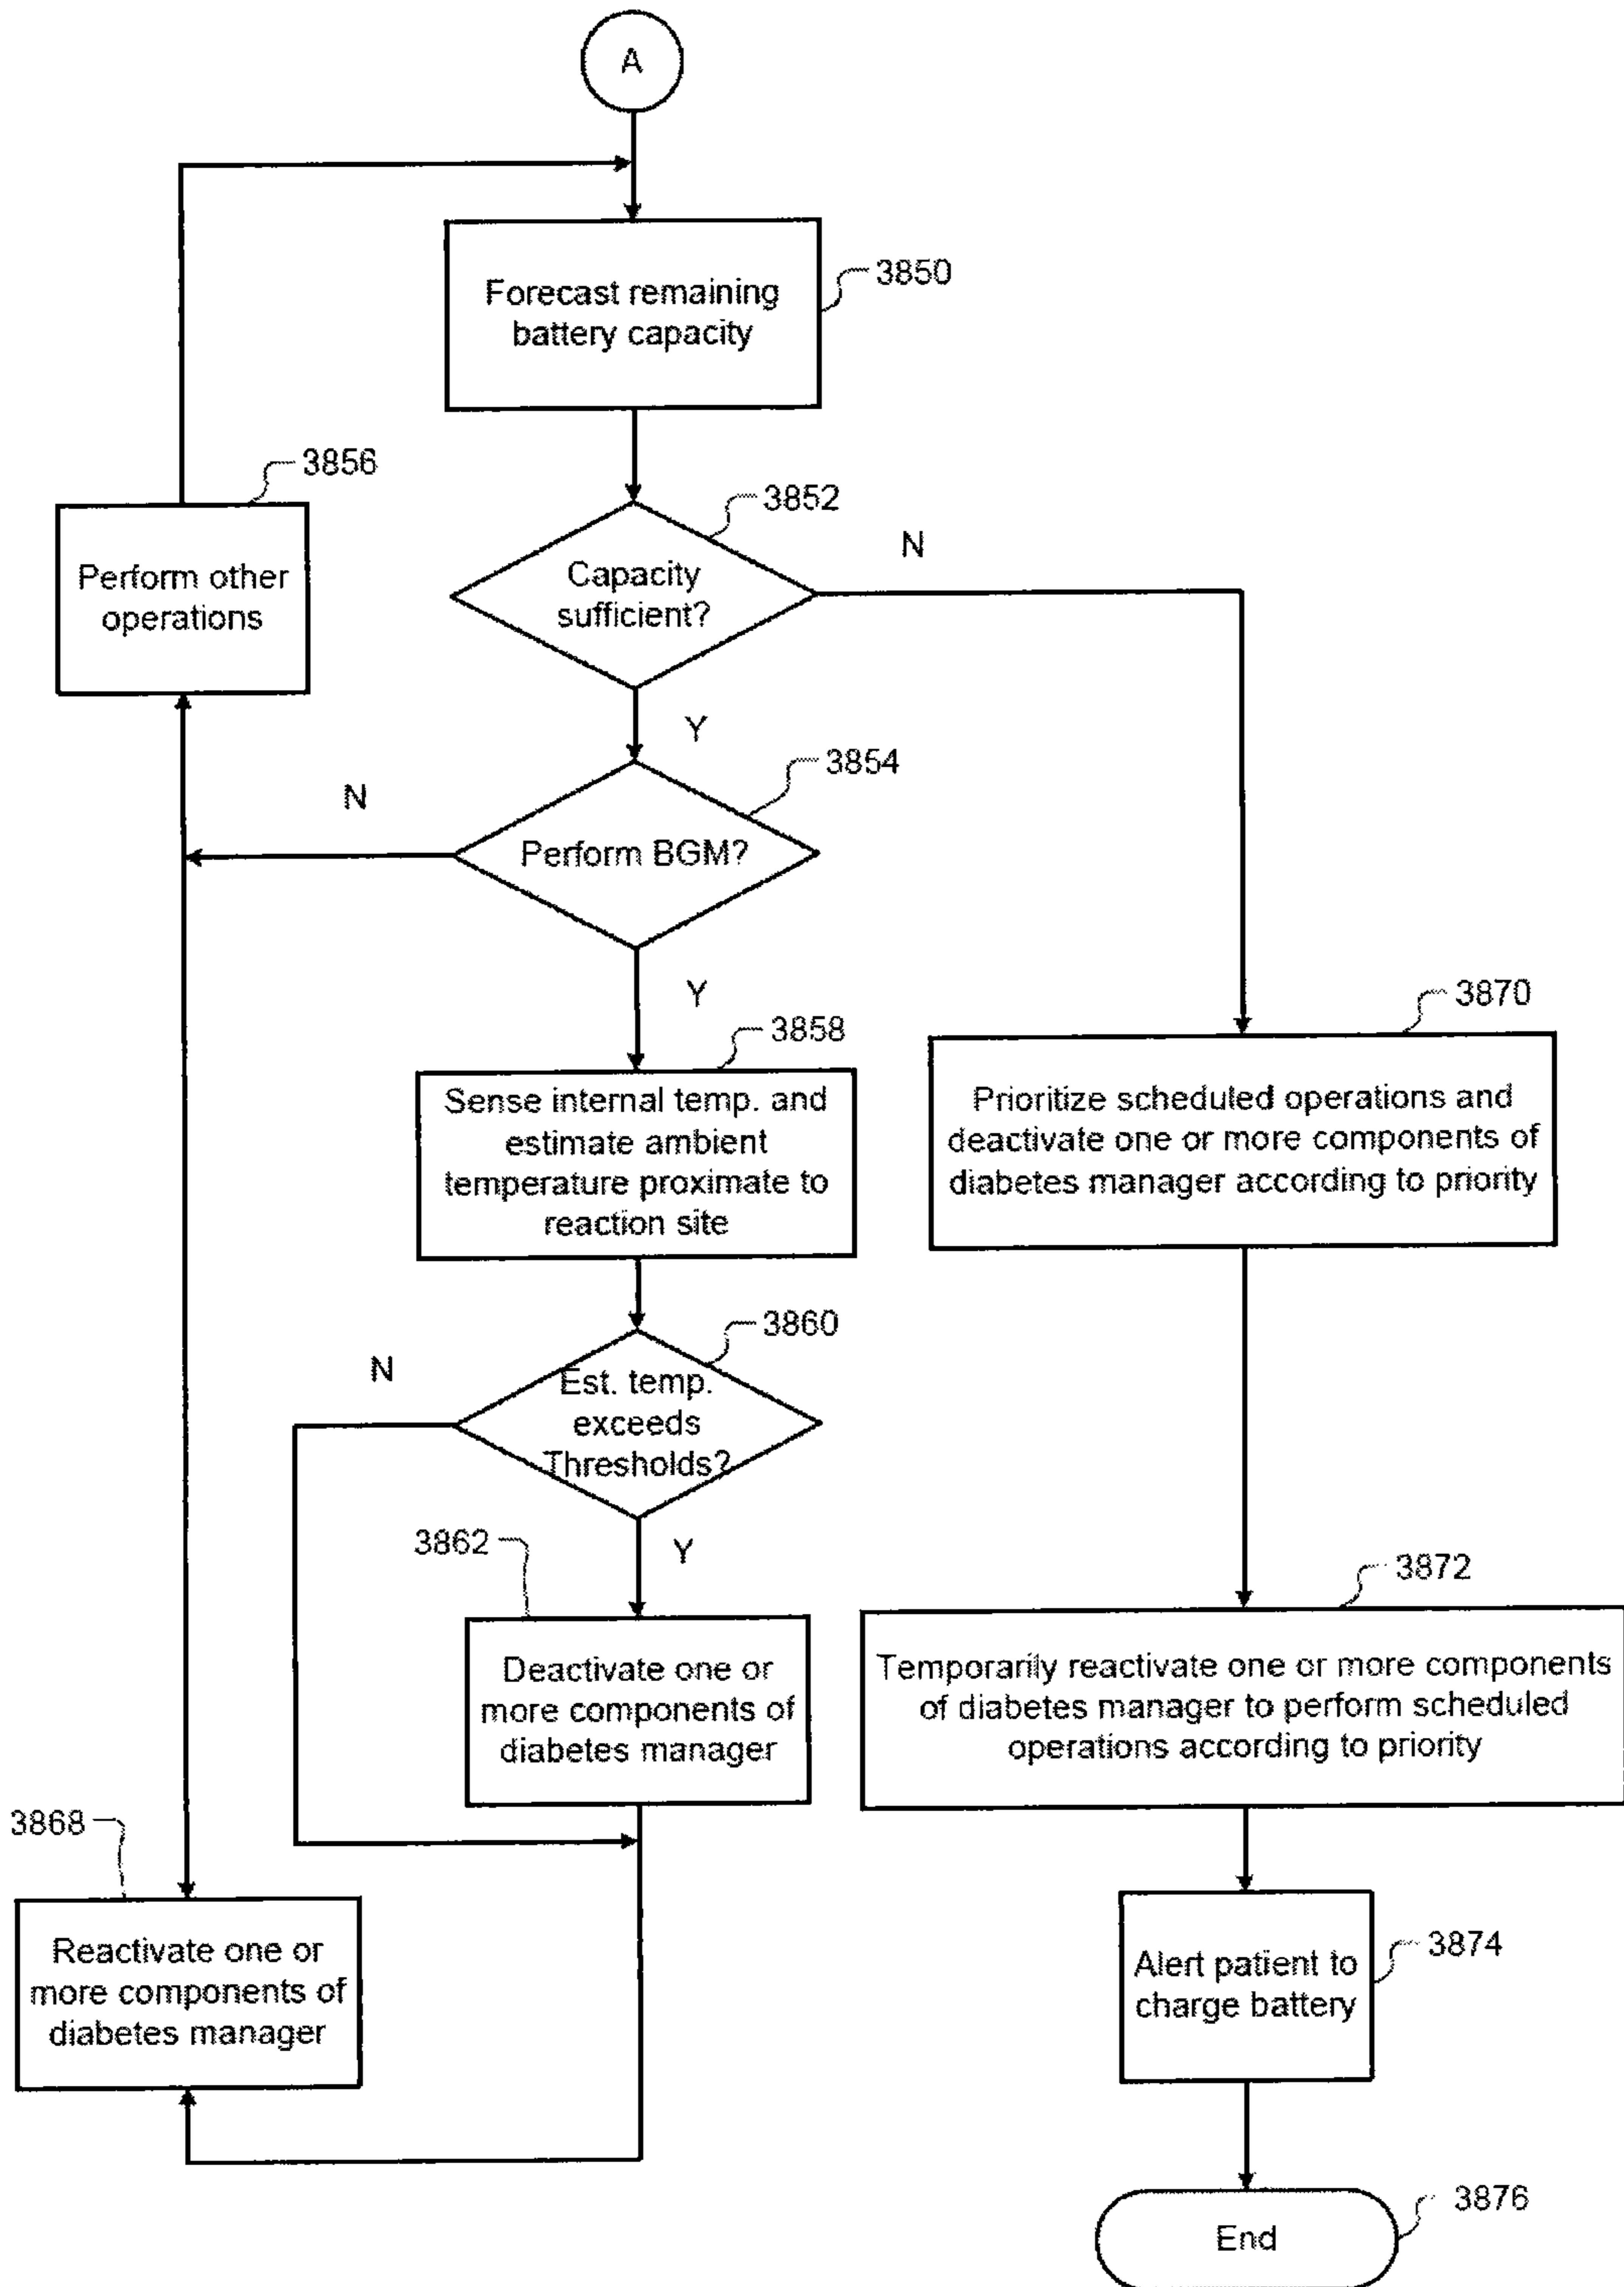 A
Forecast remaining
battery capacity
3850
3856
Perform other
operations
3852
Capacity
sufficient?
N
Y
3854
Perform BGM?
N
Y
3858
Sense internal temp. and
estimate ambient
temperature proximate to
reaction site
3870
Prioritize scheduled operations and
deactivate one or more components of
diabetes manager according to priority
3860
Est. temp.
exceeds
Thresholds?
N
Y
3862
Deactivate one or
more components of
diabetes manager
3872
Temporarily reactivate one or more components
of diabetes manager to perform scheduled
operations according to priority
3868
Reactivate one or
more components of
diabetes manager
3874
Alert patient to
charge battery
3876
End